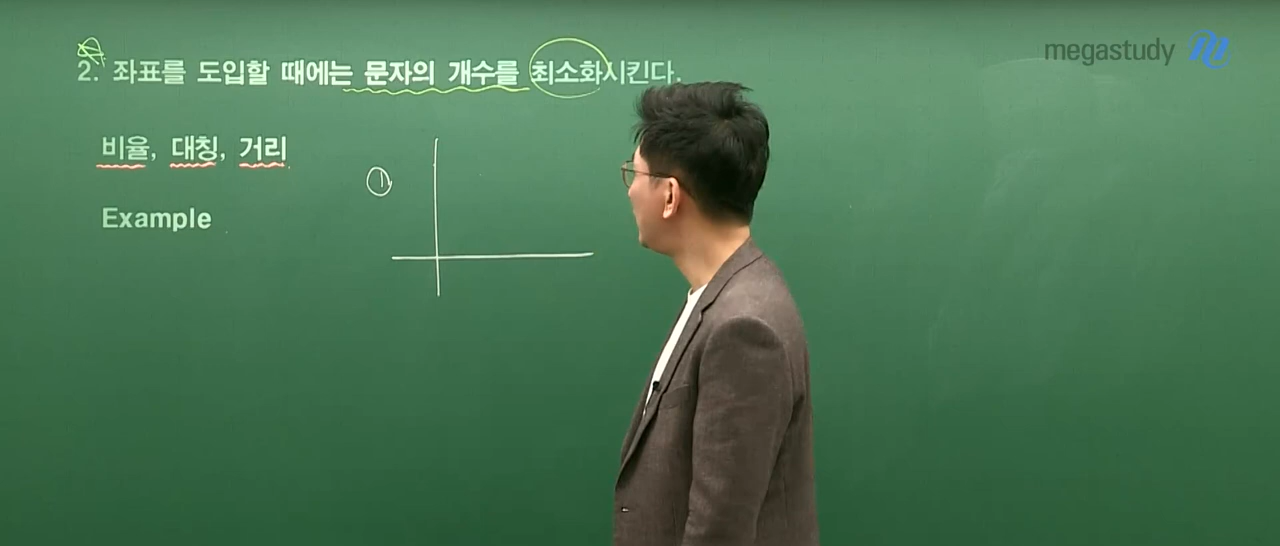 megastudy
2. 좌표를 도입할 때에는 문자의 개수를 최소화시킨다.
비율, 대칭, 거리
①
Example